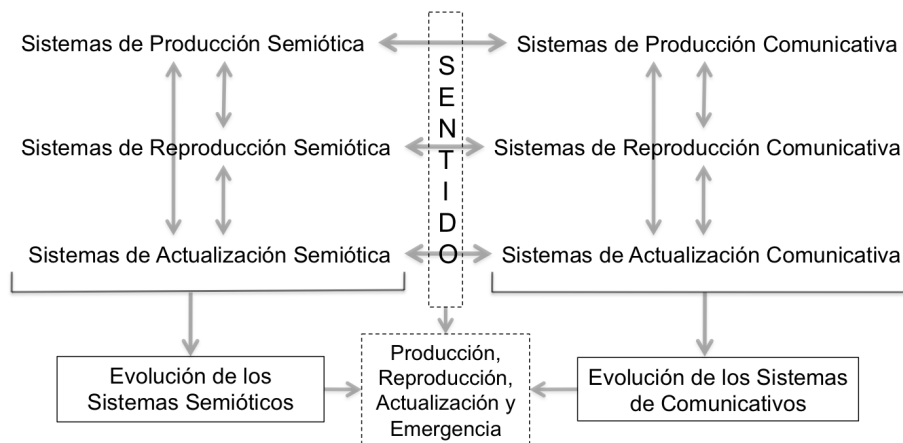 Sistemas de Producción Semiótica
Sistemas de Producción Comunicativa
SENTIDO
Sistemas de Reproducción Semiótica
Sistemas de Reproducción Comunicativa
Sistemas de Actualización Semiótica
Sistemas de Actualización Comunicativa
Evolución de los
Sistemas Semióticos
Producción,
Reproducción,
Actualización y
Emergencia
Evolución de los Sistemas
de Comunicativos